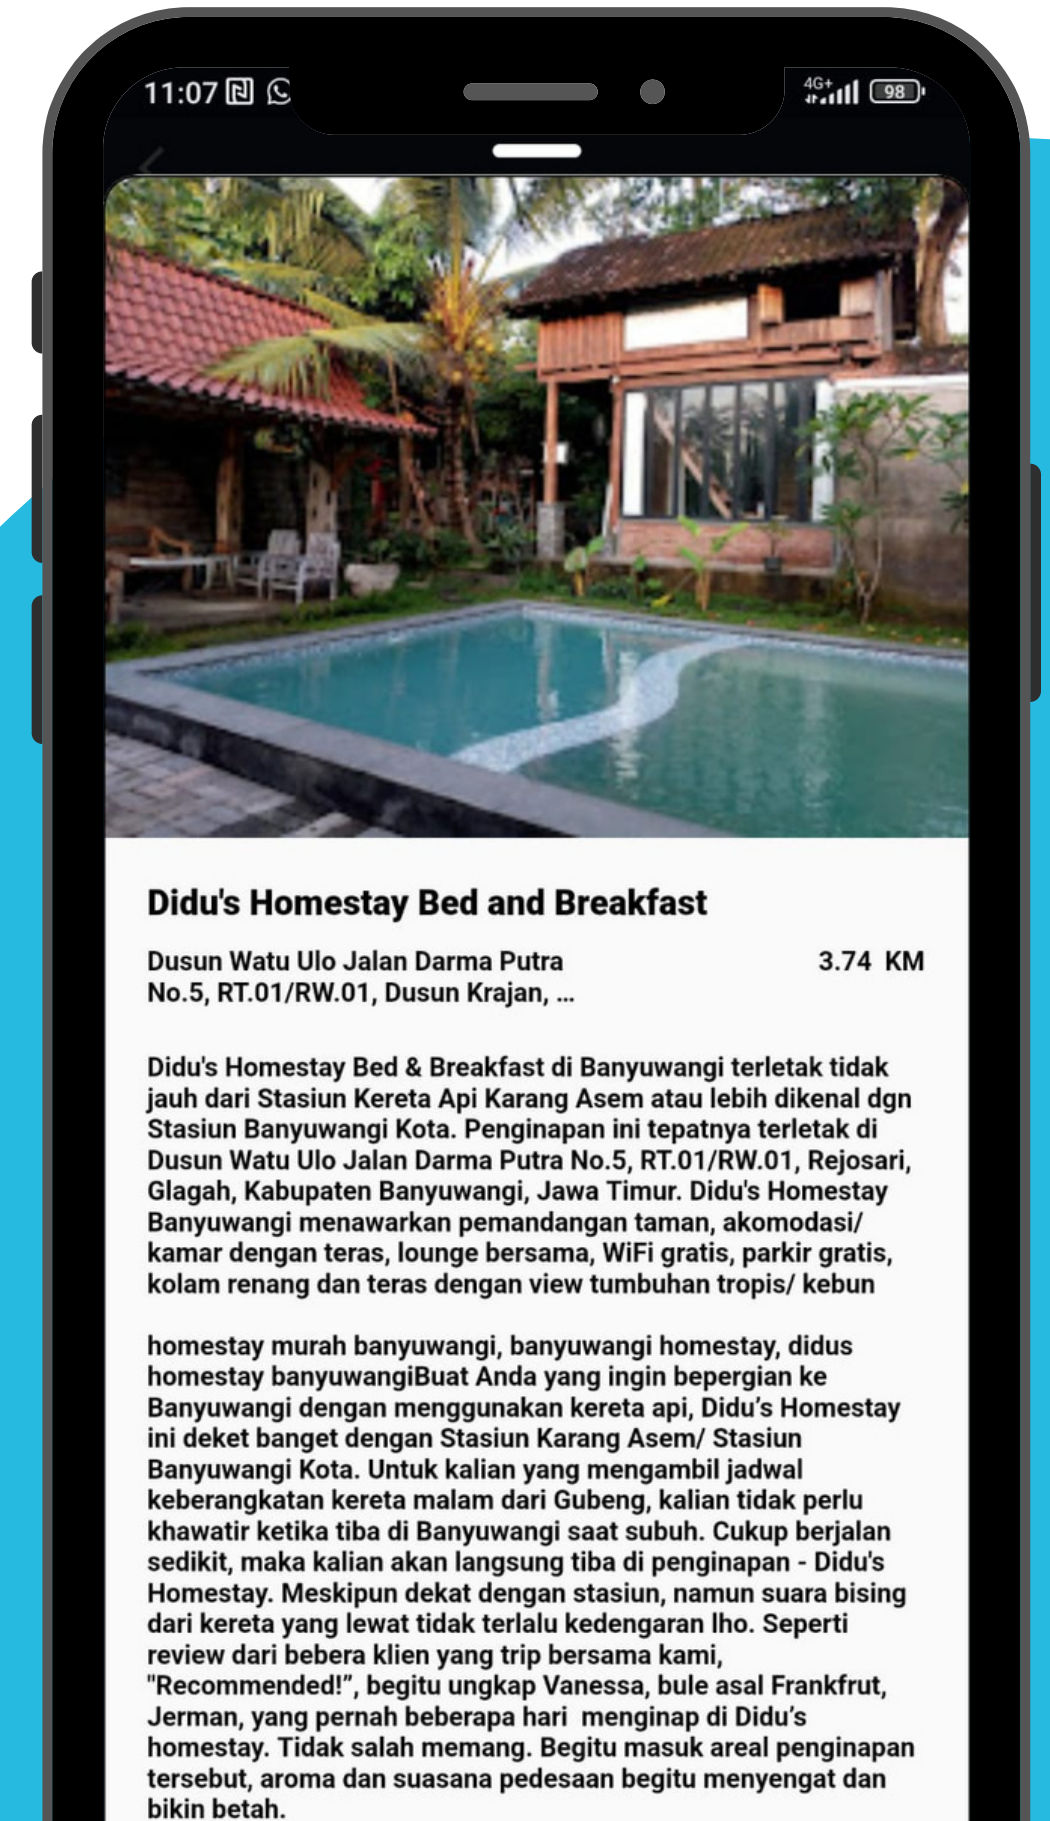 11:07
4G+
98
Didu's Homestay Bed and Breakfast
Dusun Watu Ulo Jalan Darma Putra
3.74 KM
No.5, RT.01/RW.01, Dusun Krajan, ...
Didu's Homestay Bed & Breakfast di Banyuwangi terletak tidak
jauh dari Stasiun Kereta Api Karang Asem atau lebih dikenal dgn
Stasiun Banyuwangi Kota. Penginapan ini tepatnya terletak di
Dusun Watu Ulo Jalan Darma Putra No.5, RT.01/RW.01, Rejosari,
Glagah, Kabupaten Banyuwangi, Jawa Timur. Didu's Homestay
Banyuwangi menawarkan pemandangan taman, akomodasi/
kamar dengan teras, lounge bersama, WiFi gratis, parkir gratis,
kolam renang dan teras dengan view tumbuhan tropis/ kebun
homestay murah banyuwangi, banyuwangi homestay, didus
homestay banyuwangiBuat Anda yang ingin bepergian ke
Banyuwangi dengan menggunakan kereta api, Didu’s Homestay
ini deket banget dengan Stasiun Karang Asem/ Stasiun
Banyuwangi Kota. Untuk kalian yang mengambil jadwal
keberangkatan kereta malam dari Gubeng, kalian tidak perlu
khawatir ketika tiba di Banyuwangi saat subuh. Cukup berjalan
sedikit, maka kalian akan langsung tiba di penginapan - Didu's
Homestay. Meskipun dekat dengan stasiun, namun suara bising
dari kereta yang lewat tidak terlalu kedengaran lho. Seperti
review dari bebera klien yang trip bersama kami,
"Recommended!”, begitu ungkap Vanessa, bule asal Frankfrut,
Jerman, yang pernah beberapa hari  menginap di Didu’s
homestay. Tidak salah memang. Begitu masuk areal penginapan
tersebut, aroma dan suasana pedesaan begitu menyengat dan
bikin betah.